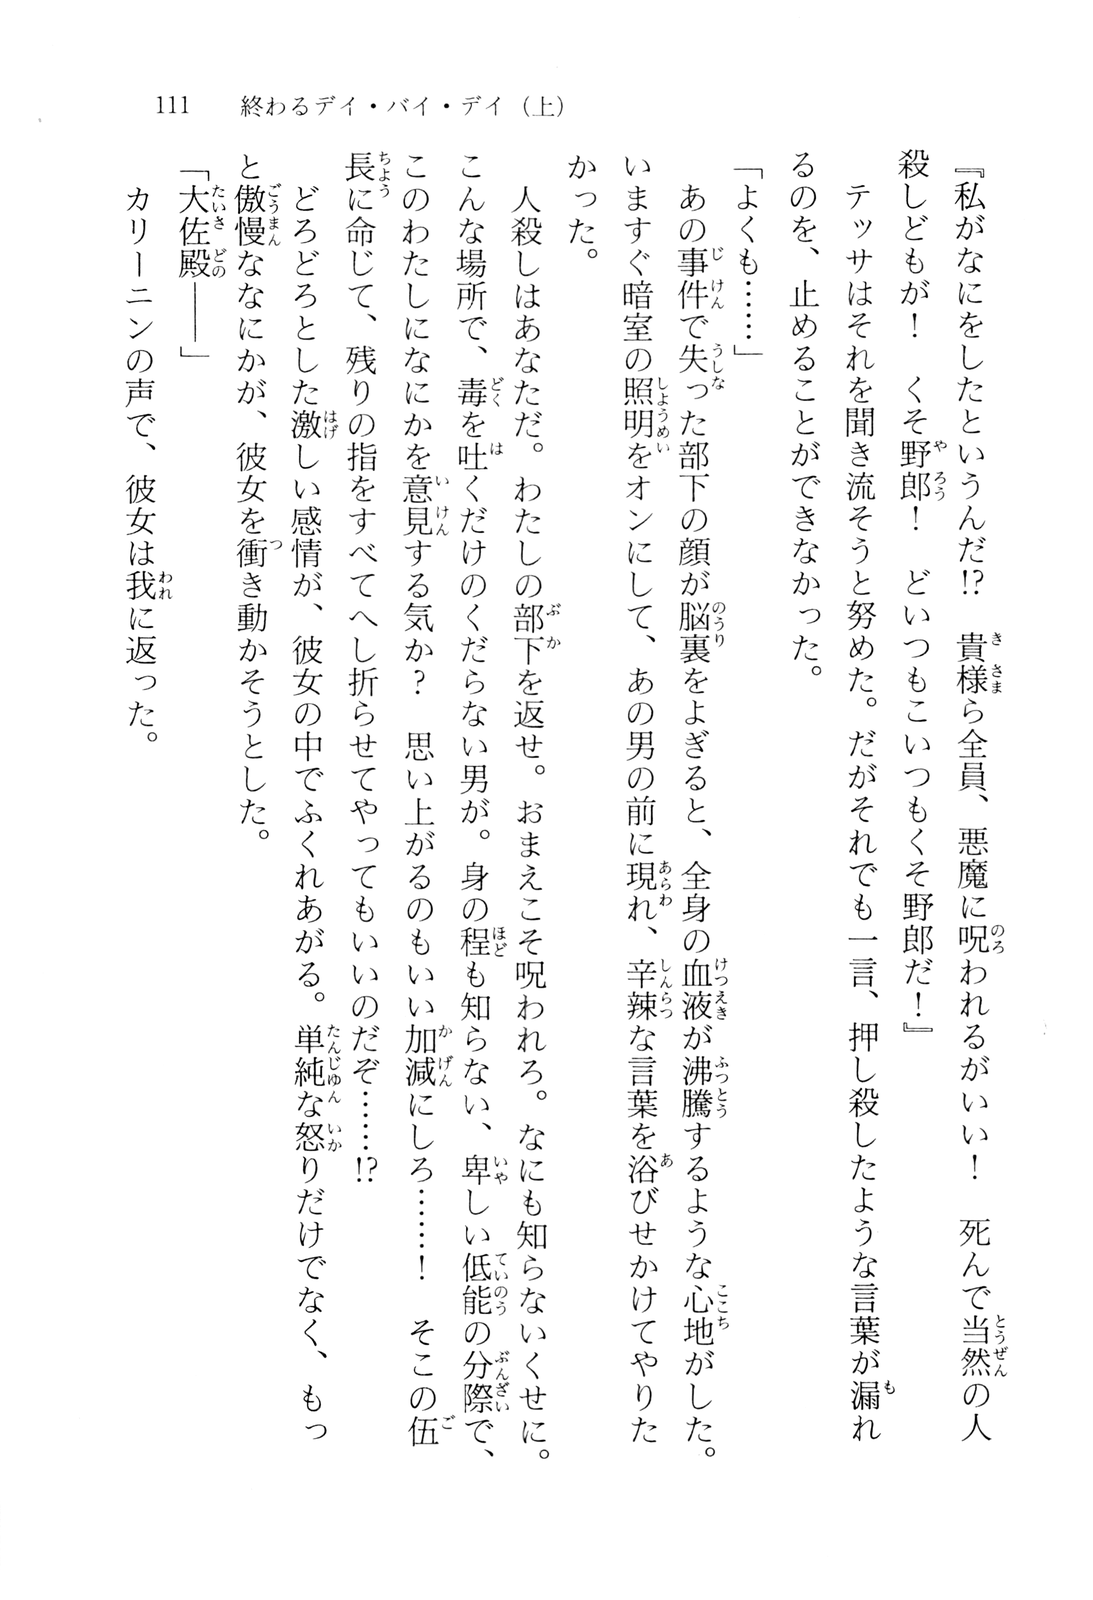 111　終わるデイ・バイ・デイ（上）
『私がなにをしたというんだ!?　貴様ら全員、悪魔に呪われるがいい！　死んで当然の人
殺しどもが！　くそ野郎！　どいつもこいつもくそ野郎だ！』
　テッサはそれを聞き流そうと努めた。だがそれでも一言、押し殺したような言葉が漏れ
るのを、止めることができなかった。
「よくも……」
　あの事件で失った部下の顔が脳裏をよぎると、全身の血液が沸騰するような心地がした。
いますぐ暗室の照明をオンにして、あの男の前に現れ、辛辣な言葉を浴びせかけてやりた
かった。
　人殺しはあなただ。わたしの部下を返せ。おまえこそ呪われろ。なにも知らないくせに。
こんな場所で、毒を吐くだけのくだらない男が。身の程も知らない、卑しい低能の分際で、
このわたしになにかを意見する気か？　思い上がるのもいい加減にしろ……！　そこの伍
長に命じて、残りの指をすべてへし折らせてやってもいいのだぞ……!?
　どろどろとした激しい感情が、彼女の中でふくれあがる。単純な怒りだけでなく、もっ
と傲慢ななにかが、彼女を衝き動かそうとした。
「大佐殿――」
　カリーニンの声で、彼女は我に返った。